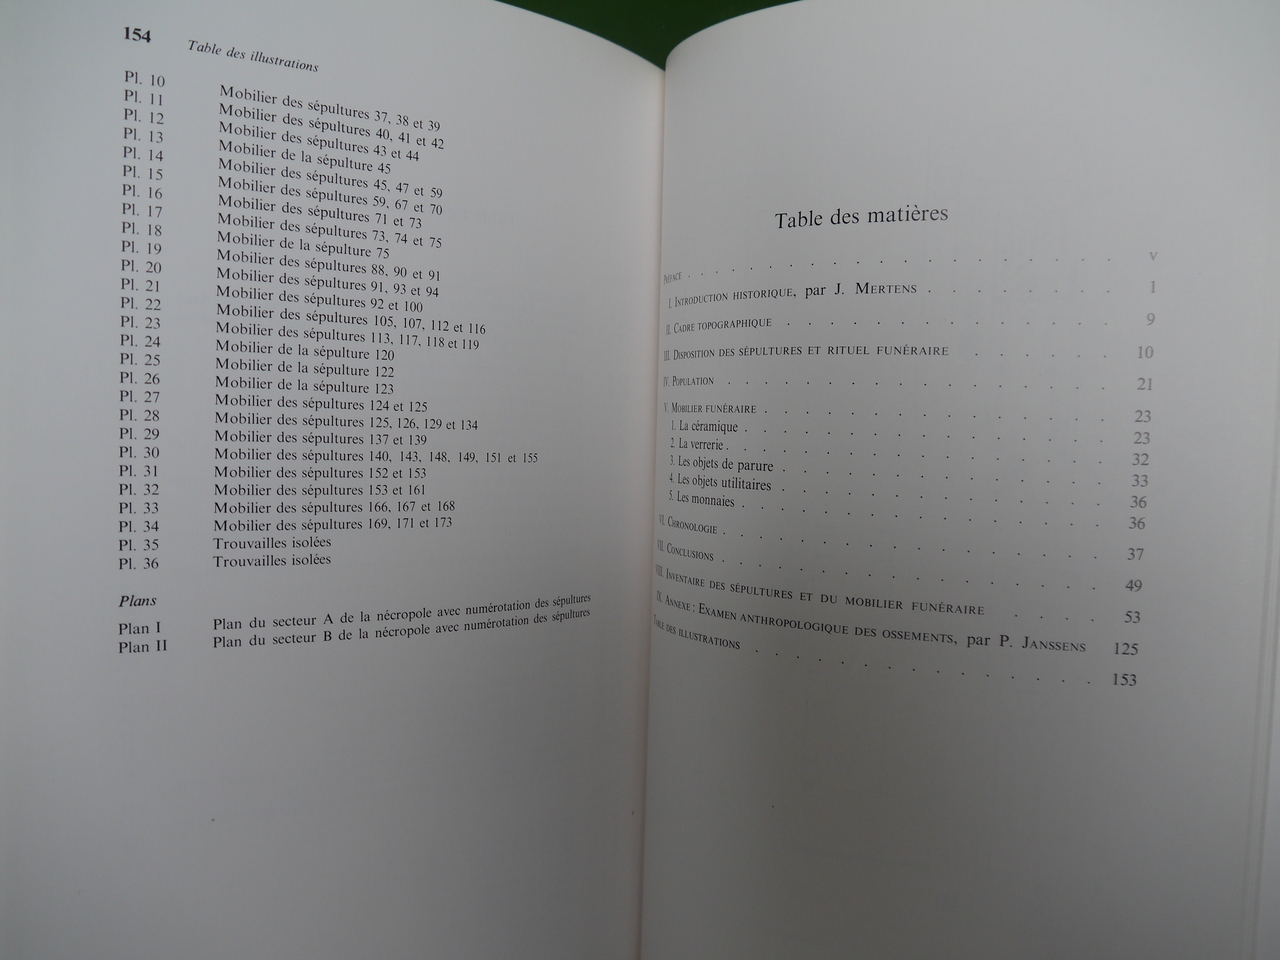 154
Table des illustrations
Pl. 10 Mobilier des sépultures 37, 38 et 39
Pl. 11 Mobilier des sépultures 40, 41 et 42
Pl. 12 Mobilier des sépultures 43 et 44
Pl. 13 Mobilier de la sépulture 45
Pl. 14 Mobilier des sépultures 45, 47 et 59
Pl. 15 Mobilier des sépultures 59, 67 et 70
Pl. 16 Mobilier des sépultures 71 et 73
Pl. 17 Mobilier des sépultures 73, 74 et 75
Pl. 18 Mobilier de la sépulture 75
Pl. 19 Mobilier des sépultures 88, 90 et 91
Pl. 20 Mobilier des sépultures 91, 93 et 94
Pl. 21 Mobilier des sépultures 92 et 100
Pl. 22 Mobilier des sépultures 105, 107, 112 et 116
Pl. 23 Mobilier des sépultures 113, 117, 118 et 119
Pl. 24 Mobilier de la sépulture 120
Pl. 25 Mobilier de la sépulture 122
Pl. 26 Mobilier de la sépulture 123
Pl. 27 Mobilier des sépultures 124 et 125
Pl. 28 Mobilier des sépultures 125, 126, 129 et 134
Pl. 29 Mobilier des sépultures 137 et 139
Pl. 30 Mobilier des sépultures 140, 143, 148, 149, 151 et 155
Pl. 31 Mobilier des sépultures 152 et 153
Pl. 32 Mobilier des sépultures 153 et 161
Pl. 33 Mobilier des sépultures 166, 167 et 168
Pl. 34 Mobilier des sépultures 169, 171 et 173
Pl. 35 Trouvailles isolées
Pl. 36 Trouvailles isolées
Plans
Plan I Plan du secteur A de la nécropole avec numérotation des sépultures
Plan II Plan du secteur B de la nécropole avec numérotation des sépultures
Table des matières
PRÉFACE . . . . . . . . . . V
I. INTRODUCTION HISTORIQUE, par J. MERTENS . . . . . . . . 1
II. CADRE TOPOGRAPHIQUE . . . . . . . . . . 9
III. DISPOSITION DES SÉPULTURES ET RITUEL FUNÉRAIRE . . . . . 10
IV. POPULATION . . . . . . . . . . 21
V. MOBILIER FUNÉRAIRE . . . . . . . . . . 23
1. La céramique . . . . . . . . . . 23
2. La verrerie . . . . . . . . . . 32
3. Les objets de parure . . . . . . . . . . 33
4. Les objets utilitaires . . . . . . . . . . 36
5. Les monnaies . . . . . . . . . . 36
VI. CHRONOLOGIE . . . . . . . . . . 37
VII. CONCLUSIONS . . . . . . . . . . 49
VIII. INVENTAIRE DES SÉPULTURES ET DU MOBILIER FUNÉRAIRE . . . . 53
IX. ANNEXE : EXAMEN ANTHROPOLOGIQUE DES OSSEMENTS, par P. JANSSENS 125
TABLE DES ILLUSTRATIONS . . . . . . . . . . 153